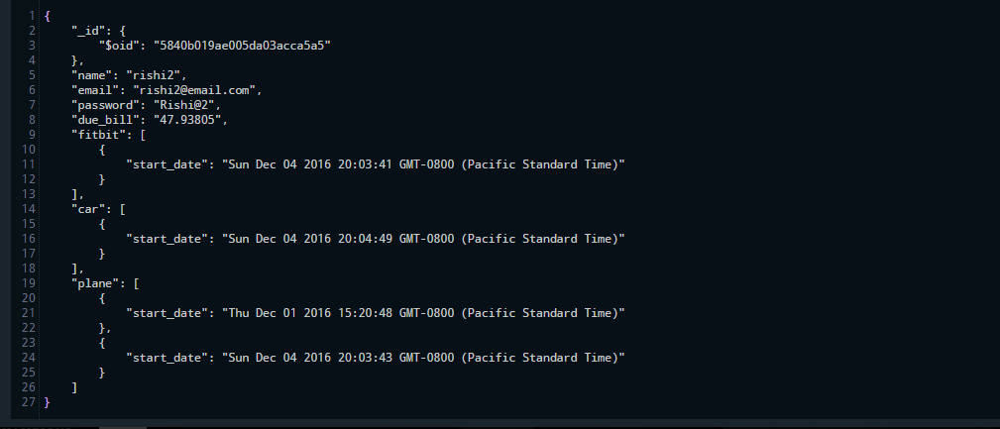 1 {
2 "_id": {
3 "$oid": "5840b019ae005da03acca5a5"
4 },
5 "name": "rishi2",
6 "email": "rishi2@email.com",
7 "password": "Rishi@2",
8 "due_bill": "47.93805",
9 "fitbit": [
10 {
11 "start_date": "Sun Dec 04 2016 20:03:41 GMT-0800 (Pacific Standard Time)"
12 }
13 ],
14 "car": [
15 {
16 "start_date": "Sun Dec 04 2016 20:04:49 GMT-0800 (Pacific Standard Time)"
17 }
18 ],
19 "plane": [
20 {
21 "start_date": "Thu Dec 01 2016 15:20:48 GMT-0800 (Pacific Standard Time)"
22 },
23 {
24 "start_date": "Sun Dec 04 2016 20:03:43 GMT-0800 (Pacific Standard Time)"
25 }
26 ]
27 }